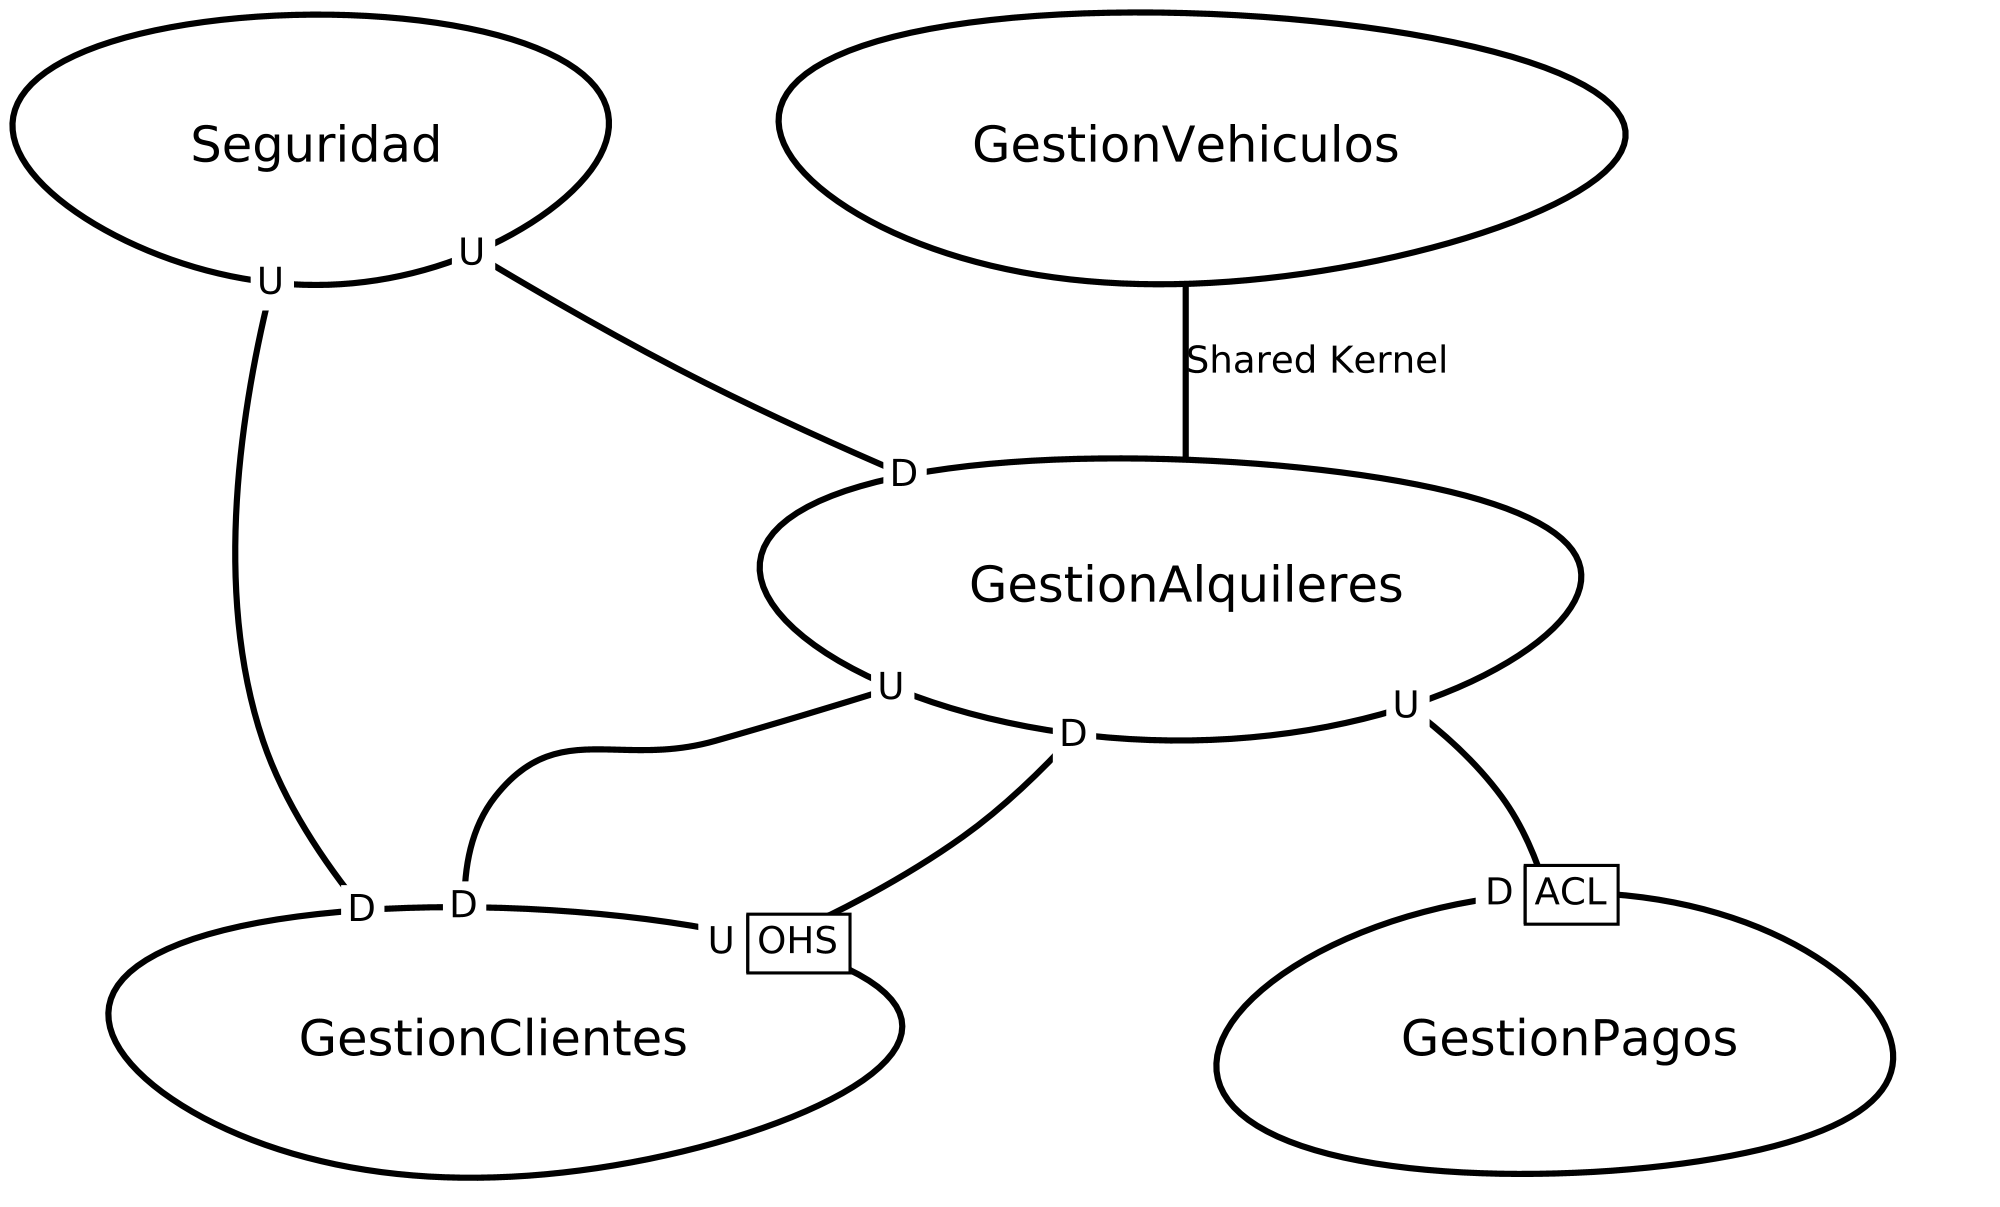 Seguridad
GestionVehiculos
U
U
Shared Kernel
D
GestionAlquileres
U
D
U
D
D
U
OHS
D
ACL
GestionClientes
GestionPagos